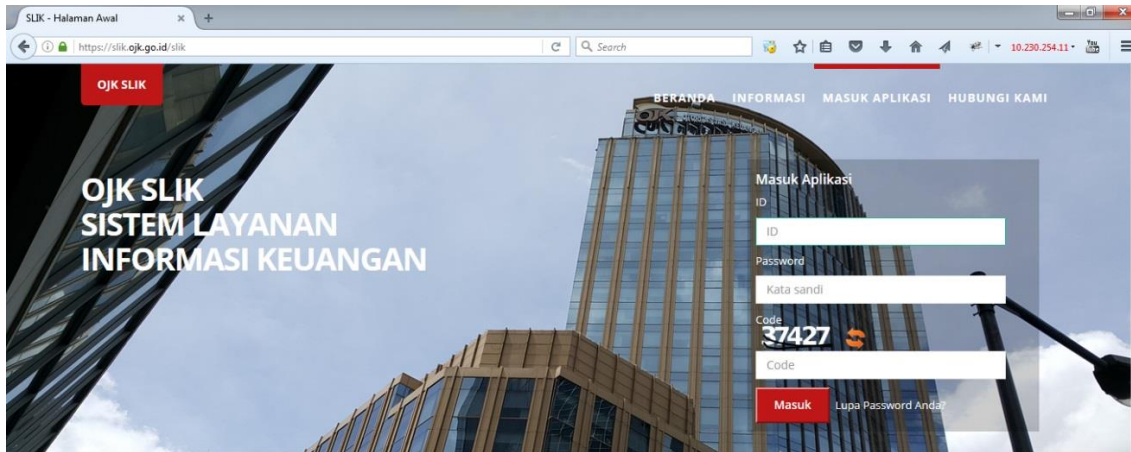 SLIK - Halaman Awal
https://slik.ojk.go.id/slik
Search
10.230.254.11
You
OJK SLIK
BERANDA INFORMASI MASUK APLIKASI HUBUNGI KAMI
OJK
OJK SLIK
SISTEM LAYANAN
INFORMASI KEUANGAN
Masuk Aplikasi
ID
ID
Password
Kata sandi
Code
37427
Code
Masuk Lupa Password Anda?